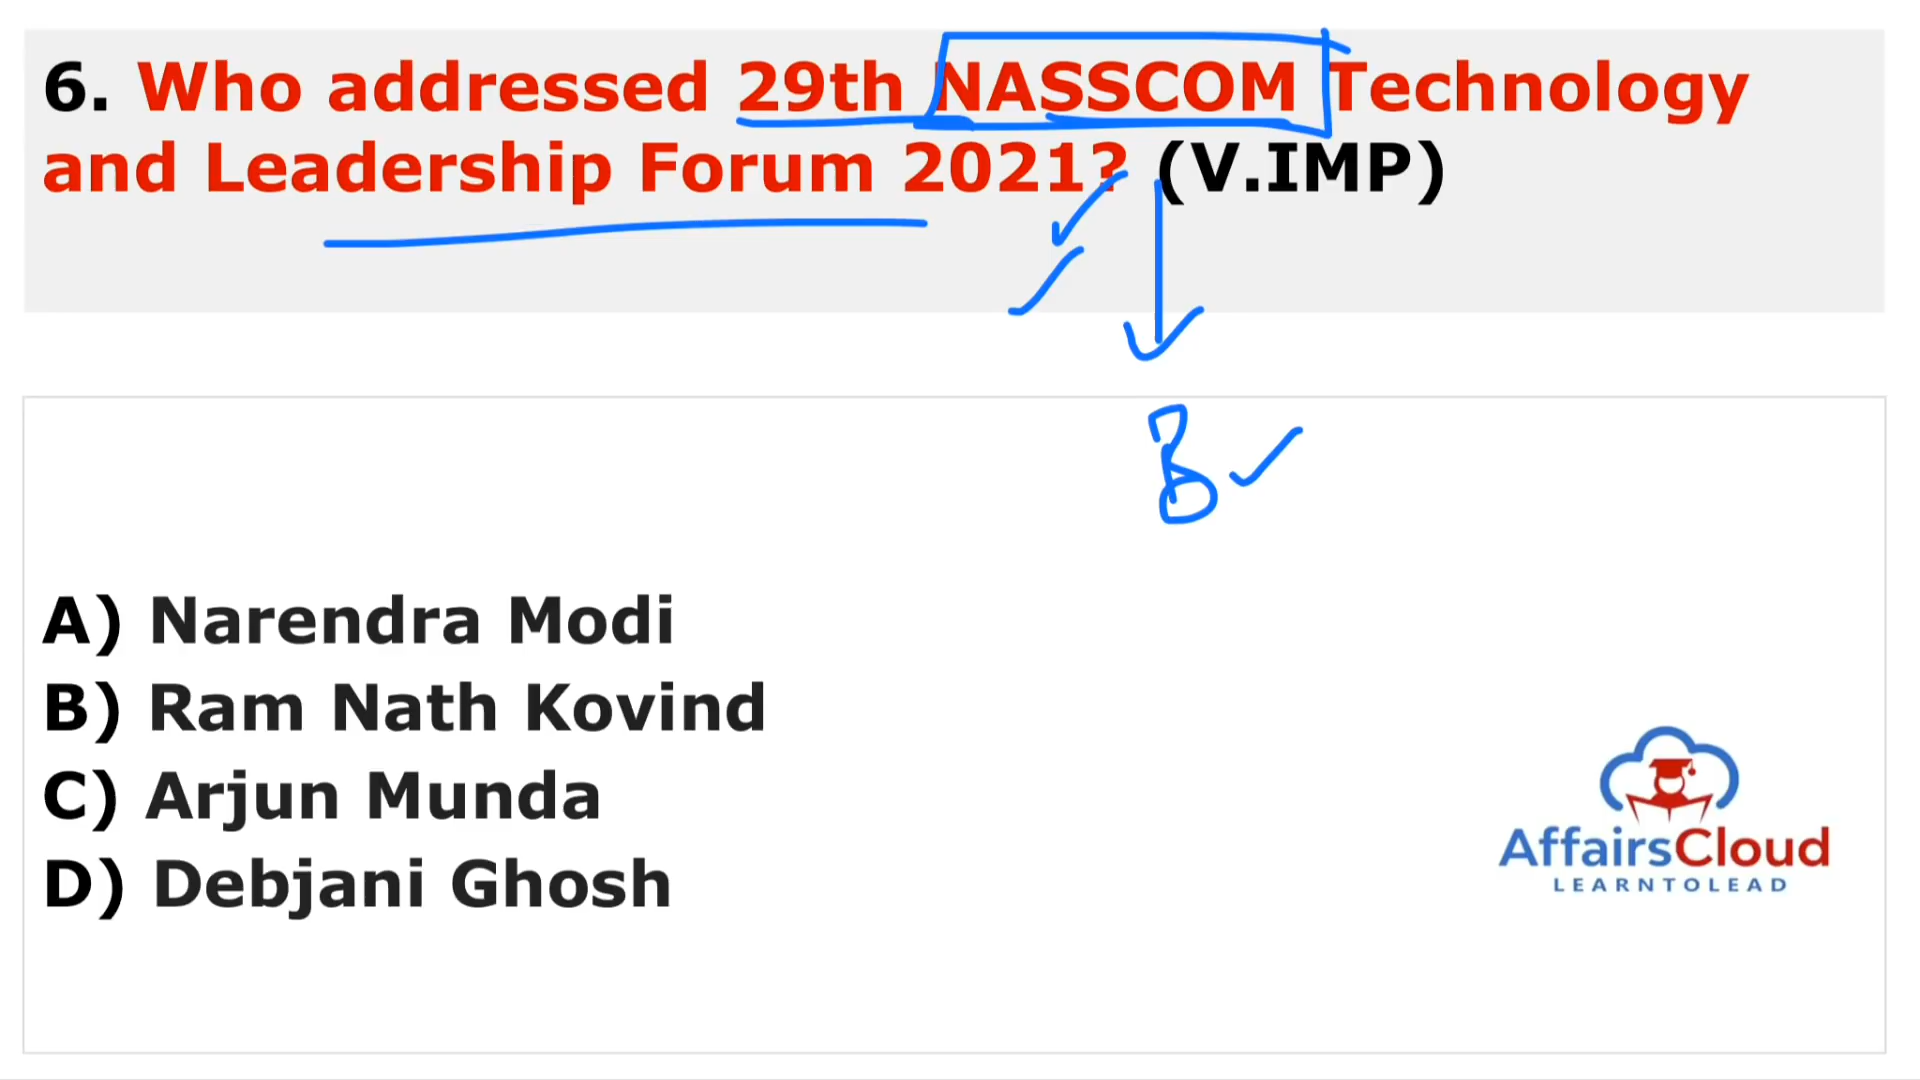 6. Who addressed 29th NASSCOM Technology
and Leadership Forum 2021? (V.IMP)
B
A) Narendra Modi
B) Ram Nath Kovind
C) Arjun Munda
D) Debjani Ghosh
AffairsCloud
LEARNTOLEAD